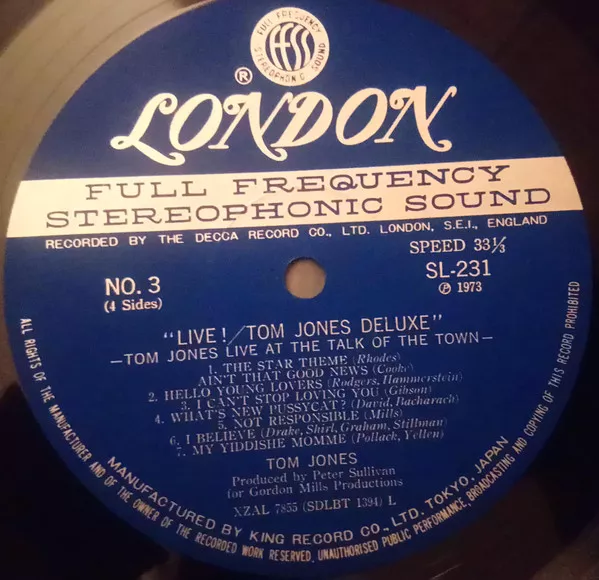 FULL FREQUENCY
ffss
STEREOPHONIC SOUND
®
LONDON
FULL FREQUENCY
STEREOPHONIC SOUND
RECORDED BY THE DECCA RECORD CO., LTD. LONDON, S.E.I., ENGLAND
SPEED 33⅓
NO. 3
SL-231
(4 Sides)
℗ 1973
"LIVE!/TOM JONES DELUXE"
—TOM JONES LIVE AT THE TALK OF THE TOWN—
1. THE STAR THEME (Rhodes)
AIN'T THAT GOOD NEWS (Cooke)
2. HELLO YOUNG LOVERS (Rodgers, Hammerstein)
3. I CAN'T STOP LOVING YOU (Gibson)
4. WHAT'S NEW PUSSYCAT? (David, Bacharach)
5. NOT RESPONSIBLE (Mills)
6. I BELIEVE (Drake, Shirl, Graham, Stillman)
7. MY YIDDISHE MOMME (Pollack, Yellen)
TOM JONES
Produced by Peter Sullivan
for Gordon Mills Productions
XZAL 7855 (SDLBT 1394) L
MANUFACTURED BY KING RECORD CO., LTD. TOKYO, JAPAN
ALL RIGHTS OF THE MANUFACTURER AND OF THE OWNER OF THE RECORDED WORK RESERVED. UNAUTHORISED PUBLIC PERFORMANCE, BROADCASTING AND COPYING OF THIS RECORD PROHIBITED